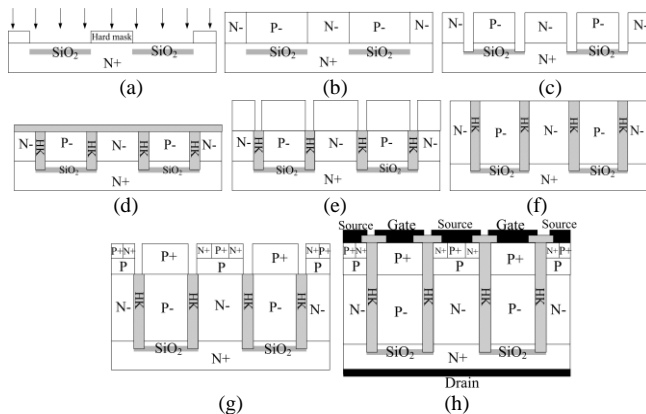 Hard mask
SiO2 SiO2
N+
(a)
N- P- N- P- N-
SiO2 SiO2
N+
(b)
N- P- N- P- N-
SiO2 SiO2
N+
(c)
N- HK P- HK N- HK P- HK N-
SiO2 SiO2
N+
(d)
N- HK P- HK N- HK P- HK N-
SiO2 SiO2
N+
(e)
N- HK P- HK N- HK P- HK N-
SiO2 SiO2
N+
(f)
P+ N+ P+ N+ P+ N+ P+ N+ P+
P P P
N- HK P- HK N- HK P- HK N-
SiO2 SiO2
N+
(g)
Source Gate Source Gate Source
P+ N+ P+ N+ P+ N+ P+ N+ P+
P P P
N- HK P- HK N- HK P- HK N-
SiO2 SiO2
N+
Drain
(h)